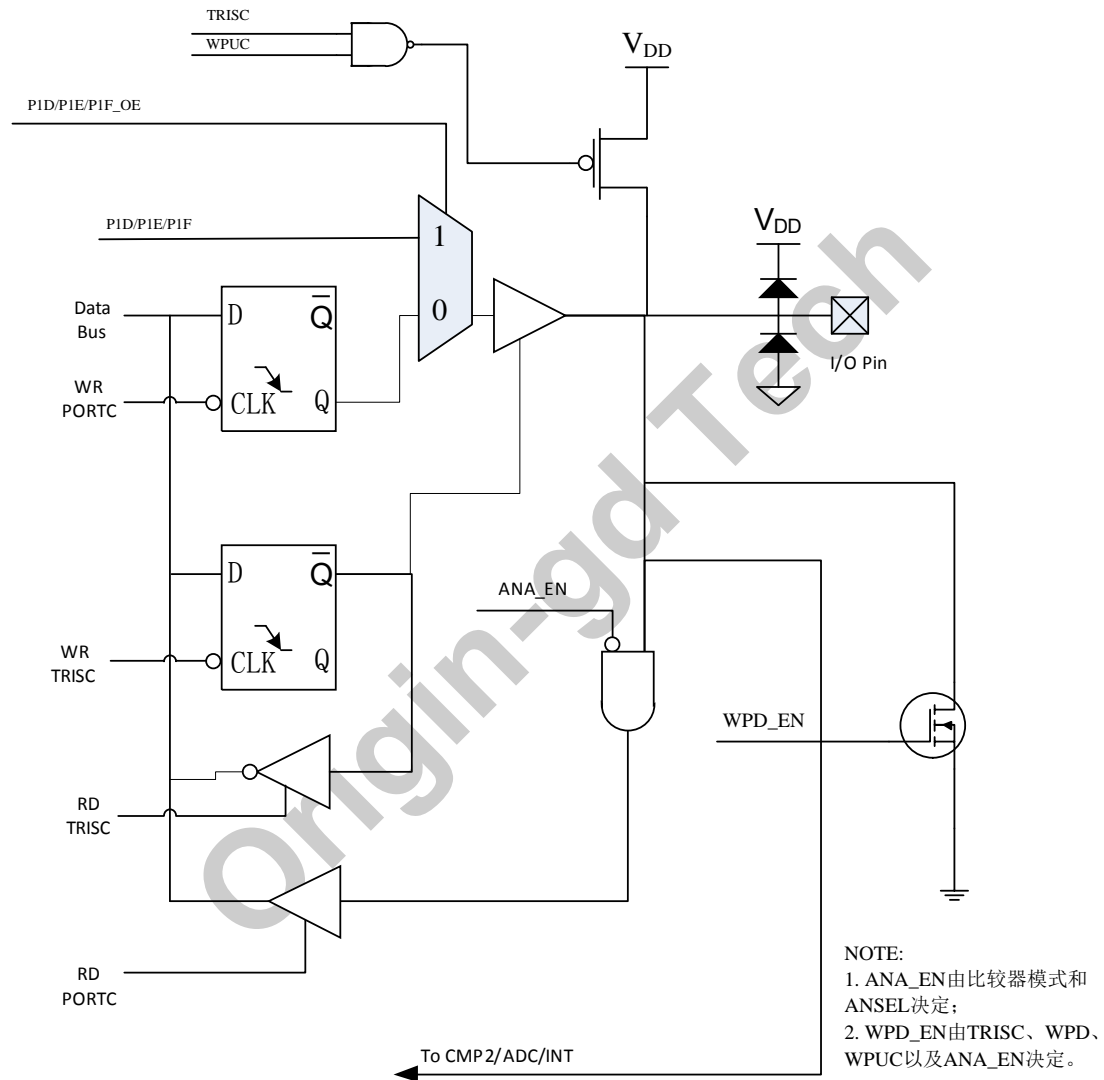 TRISC
WPUC
VDD
P1D/P1E/P1F_OE
P1D/P1E/P1F
1
0
VDD
Data
Bus
D
Q̅
I/O Pin
WR
PORTC
CLK
Q
D
Q̅
ANA_EN
WR
TRISC
CLK
Q
WPD_EN
RD
TRISC
RD
PORTC
NOTE:
1. ANA_EN由比较器模式和
ANSEL决定;
2. WPD_EN由TRISC、WPD、
WPUC以及ANA_EN决定。
To CMP2/ADC/INT
Origin-gd Tech